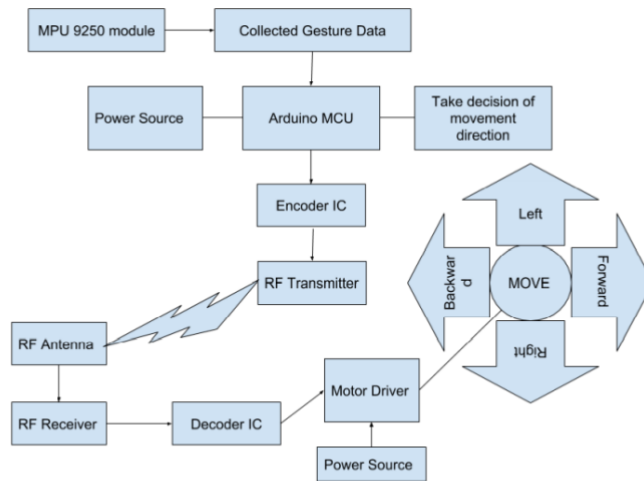 MPU 9250 module
Collected Gesture Data
Power Source
Arduino MCU
Take decision of
movement
direction
Encoder IC
Left
RF Transmitter
Backwar
d
MOVE
Forward
RF Antenna
Right
Motor Driver
RF Receiver
Decoder IC
Power Source